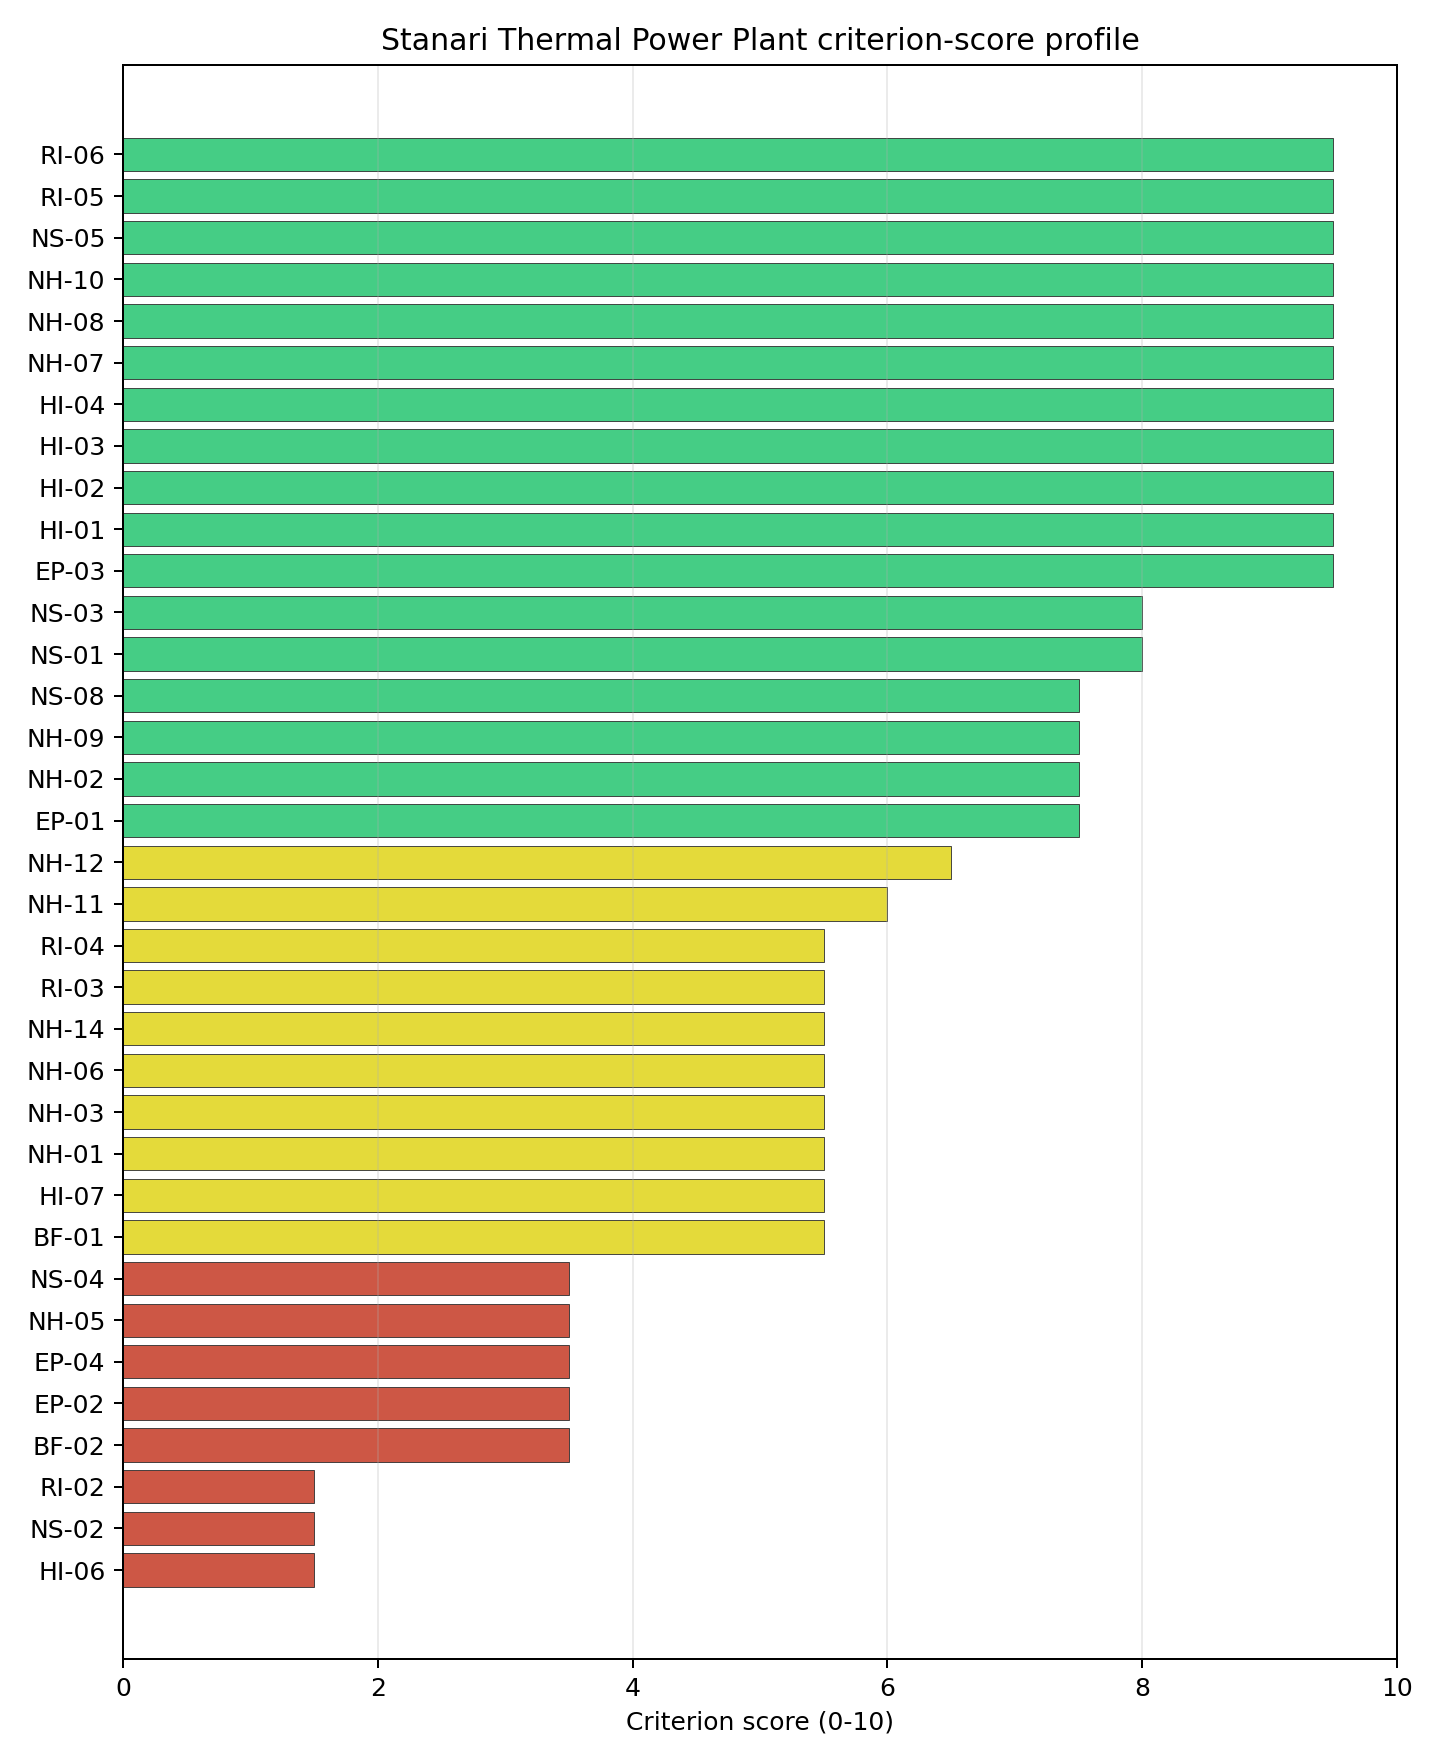 Stanari Thermal Power Plant criterion-score profile
RI-06
RI-05
NS-05
NH-10
NH-08
NH-07
HI-04
HI-03
HI-02
HI-01
EP-03
NS-03
NS-01
NS-08
NH-09
NH-02
EP-01
NH-12
NH-11
RI-04
RI-03
NH-14
NH-06
NH-03
NH-01
HI-07
BF-01
NS-04
NH-05
EP-04
EP-02
BF-02
RI-02
NS-02
HI-06
0 2 4 6 8 10
Criterion score (0-10)